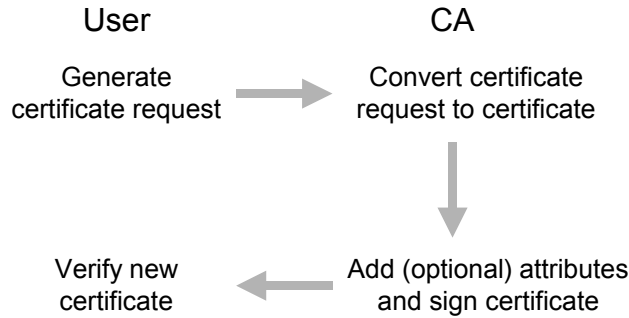 User
CA
Generate
certificate request
Convert certificate
request to certificate
Verify new
certificate
Add (optional) attributes
and sign certificate